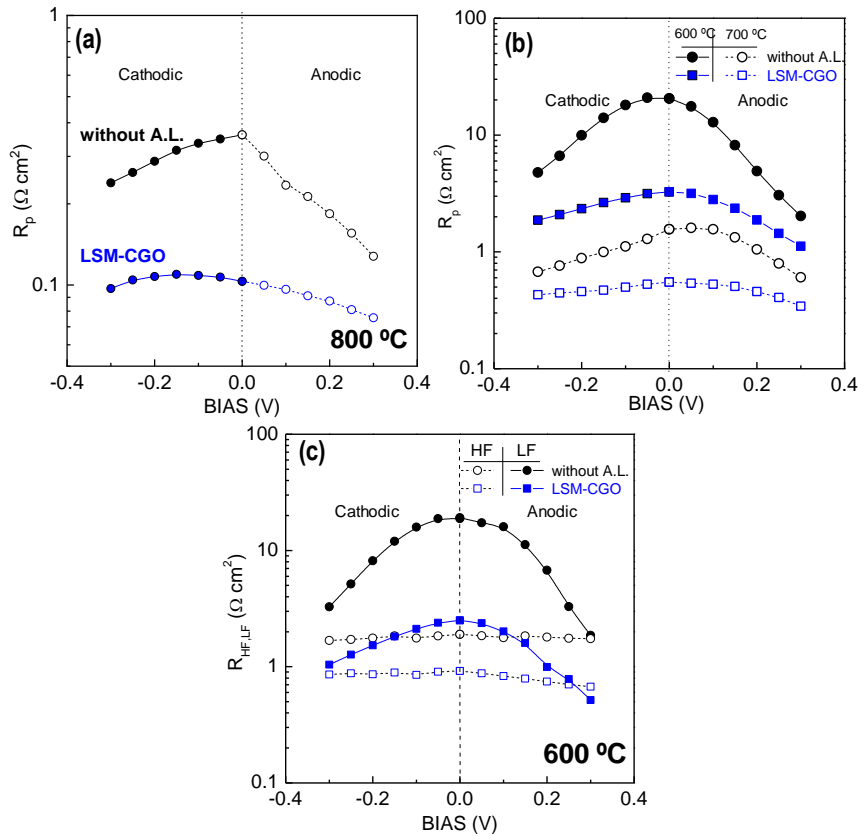 (a)
1
Cathodic
Anodic
without A.L.
LSM-CGO
0.1
800 ºC
Rp (Ω cm²)
-0.4 -0.2 0.0 0.2 0.4
BIAS (V)
(b)
100
10
1
0.1
600 ºC 700 ºC
without A.L.
LSM-CGO
Cathodic
Anodic
Rp (Ω cm²)
-0.4 -0.2 0.0 0.2 0.4
BIAS (V)
(c)
100
10
1
0.1
HF LF
without A.L.
LSM-CGO
Cathodic
Anodic
RHF,LF (Ω cm²)
600 ºC
-0.4 -0.2 0.0 0.2 0.4
BIAS (V)